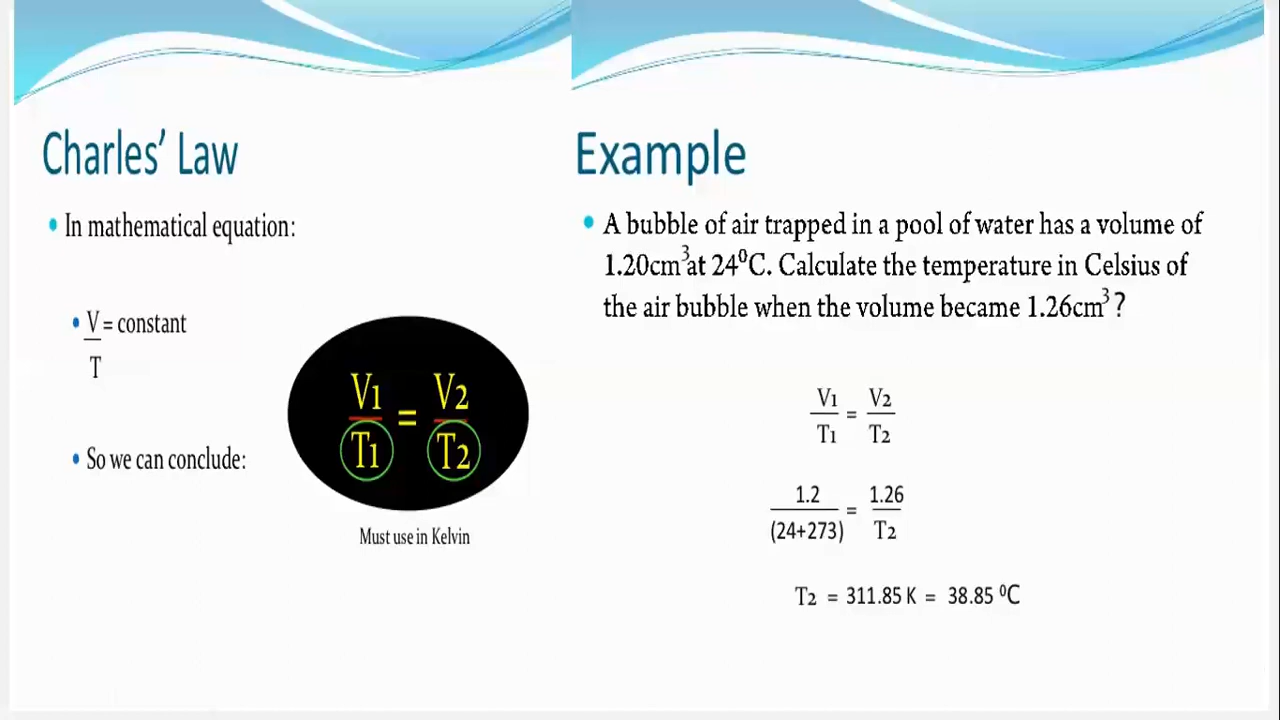 Charles' Law
• In mathematical equation:
• V = constant
T
V1 = V2
T1 T2
• So we can conclude:
Must use in Kelvin
Example
• A bubble of air trapped in a pool of water has a volume of
1.20cm³at 24⁰C. Calculate the temperature in Celsius of
the air bubble when the volume became 1.26cm³ ?
V1 = V2
T1 T2
1.2 = 1.26
(24+273) T2
T2 = 311.85 K = 38.85 ⁰C